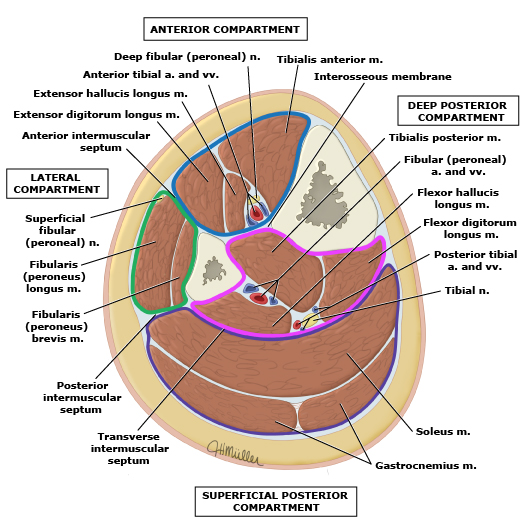 ANTERIOR COMPARTMENT
Deep fibular (peroneal) n.
Anterior tibial a. and vv.
Extensor hallucis longus m.
Extensor digitorum longus m.
Anterior intermuscular
septum
Tibialis anterior m.
Interosseous membrane
DEEP POSTERIOR
COMPARTMENT
Tibialis posterior m.
Fibular (peroneal)
a. and vv.
Flexor hallucis
longus m.
Flexor digitorum
longus m.
Posterior tibial
a. and vv.
Tibial n.
LATERAL
COMPARTMENT
Superficial
fibular
(peroneal) n.
Fibularis
(peroneus)
longus m.
Fibularis
(peroneus)
brevis m.
Posterior
intermuscular
septum
Transverse
intermuscular
septum
JHMüller
Soleus m.
Gastrocnemius m.
SUPERFICIAL POSTERIOR
COMPARTMENT